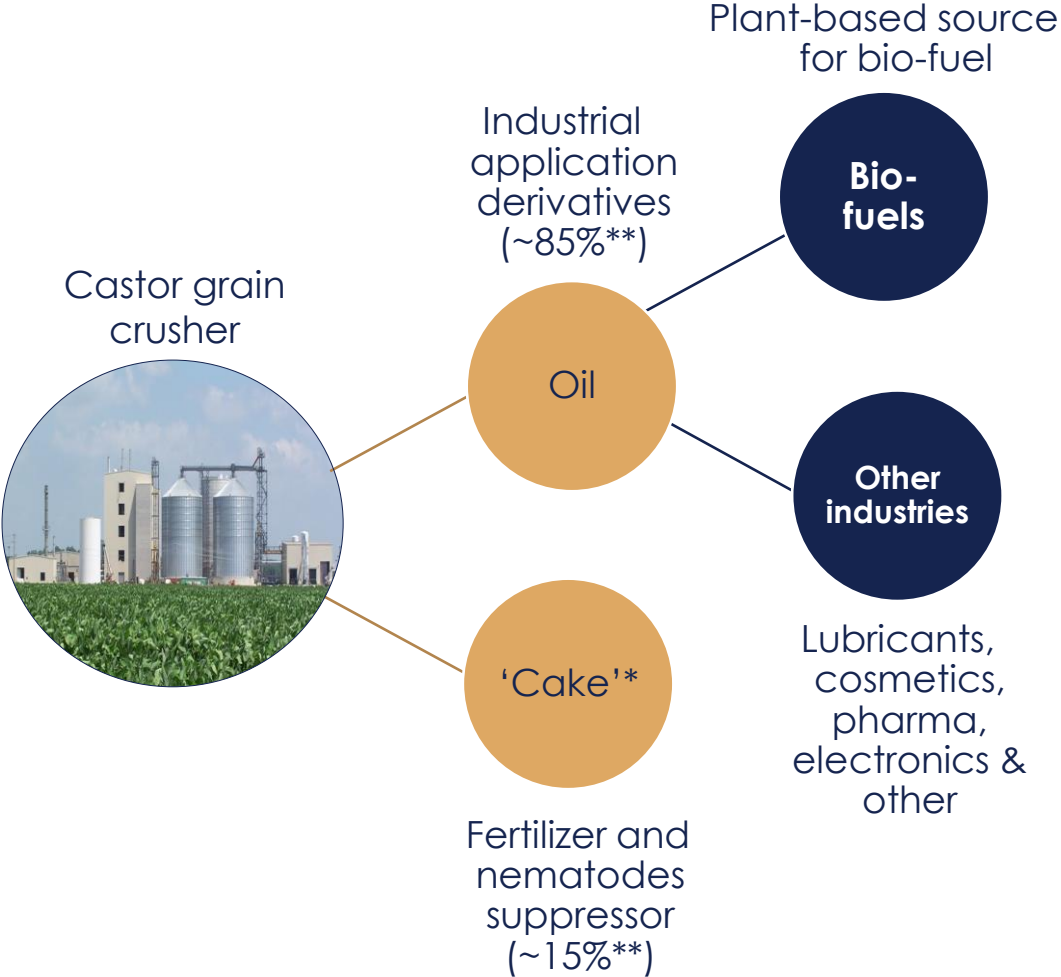 Castor grain
crusher
Industrial
application
derivatives
(~85%**)
Oil
‘Cake’*
Fertilizer and
nematodes
suppressor
(~15%**)
Plant-based source
for bio-fuel
Bio-
fuels
Other
industries
Lubricants,
cosmetics,
pharma,
electronics &
other